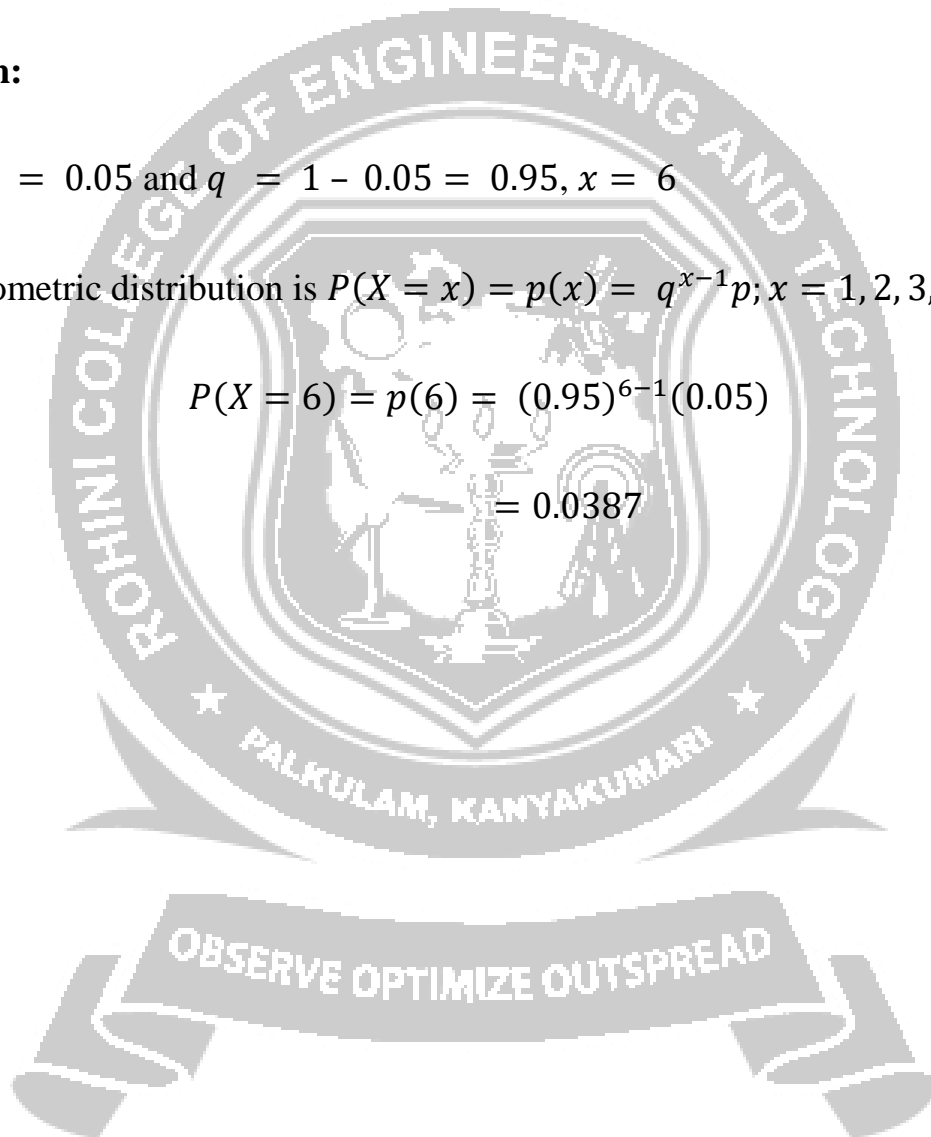 n:
= 0.05 and q = 1 – 0.05 = 0.95, x = 6
ometric distribution is P(X = x) = p(x) = q^{x−1}p; x = 1, 2, 3,
P(X = 6) = p(6) = (0.95)^{6−1}(0.05)
= 0.0387
ROHINI COLLEGE OF ENGINEERING AND TECHNOLOGY
PALKULAM, KANYAKUMARI
OBSERVE OPTIMIZE OUTSPREAD